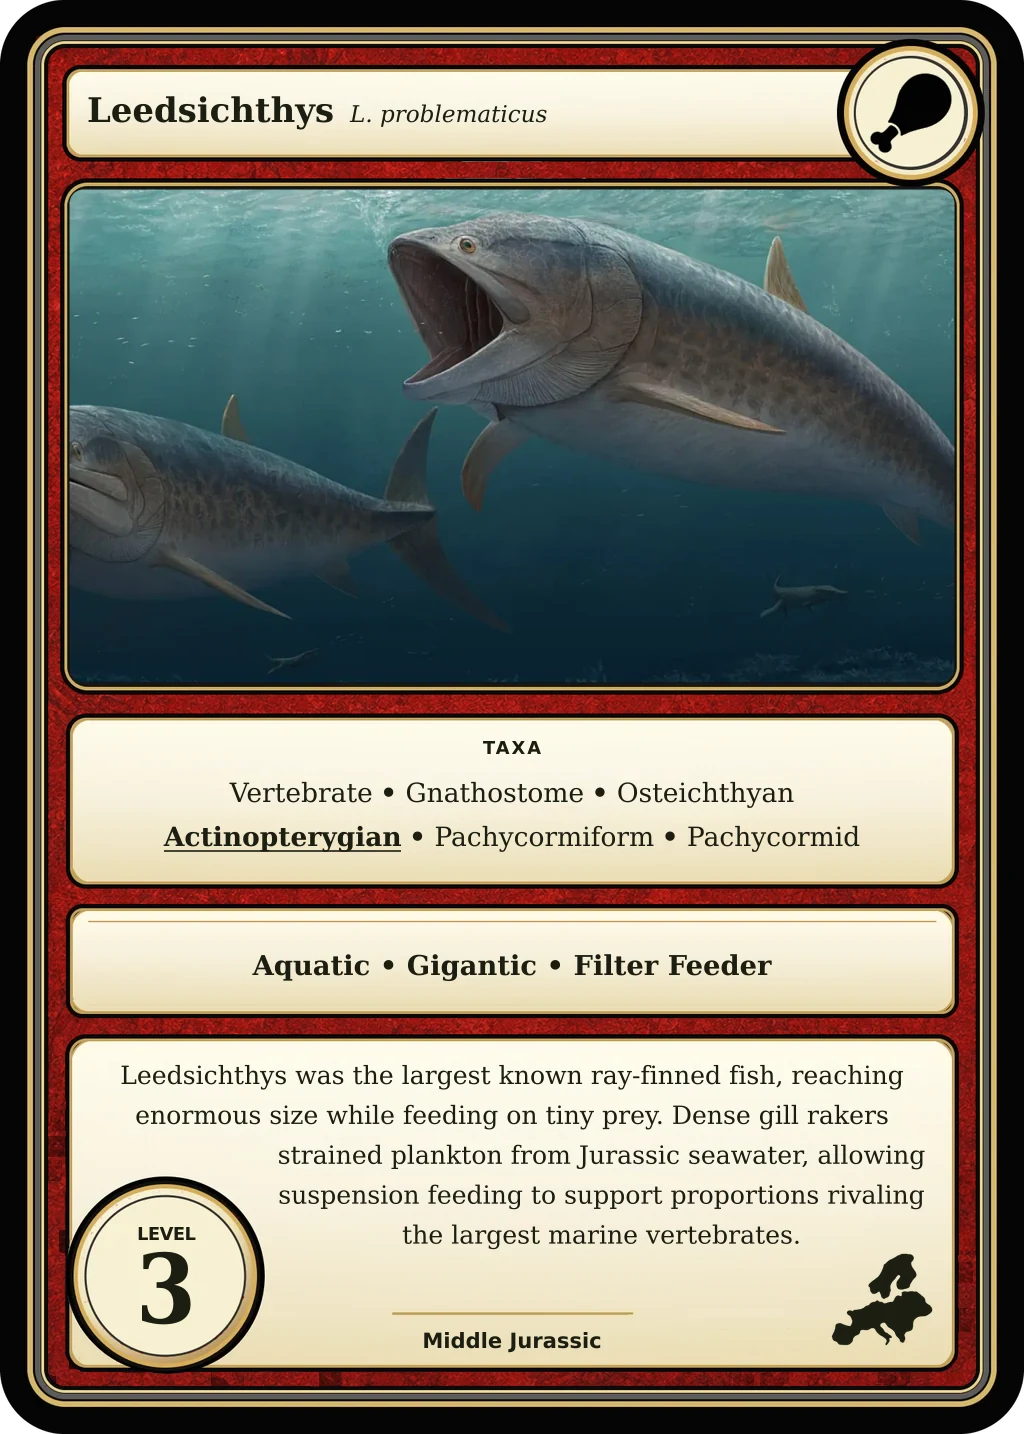 Leedsichthys L. problematicus
TAXA
Vertebrate • Gnathostome • Osteichthyan
Actinopterygian • Pachycormiform • Pachycormid
Aquatic • Gigantic • Filter Feeder
Leedsichthys was the largest known ray-finned fish, reaching
enormous size while feeding on tiny prey. Dense gill rakers
strained plankton from Jurassic seawater, allowing
suspension feeding to support proportions rivaling
the largest marine vertebrates.
LEVEL
3
Middle Jurassic